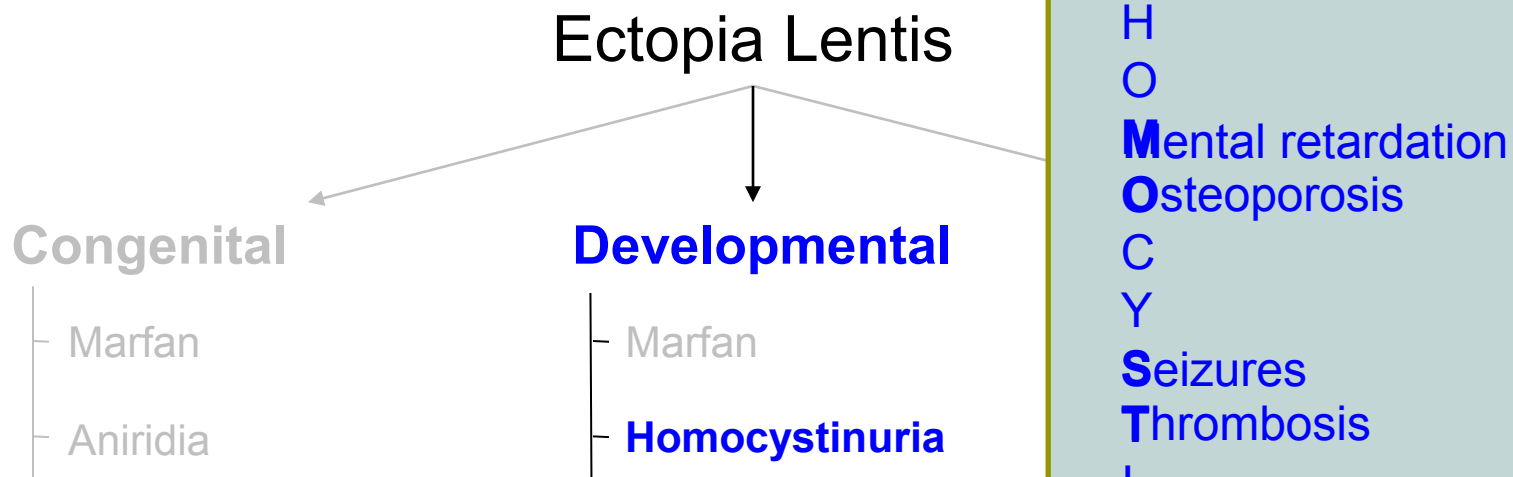 Ectopia Lentis
Congenital
Marfan
Aniridia
Developmental
Marfan
Homocystinuria
H
O
Mental retardation
Osteoporosis
C
Y
Seizures
Thrombosis